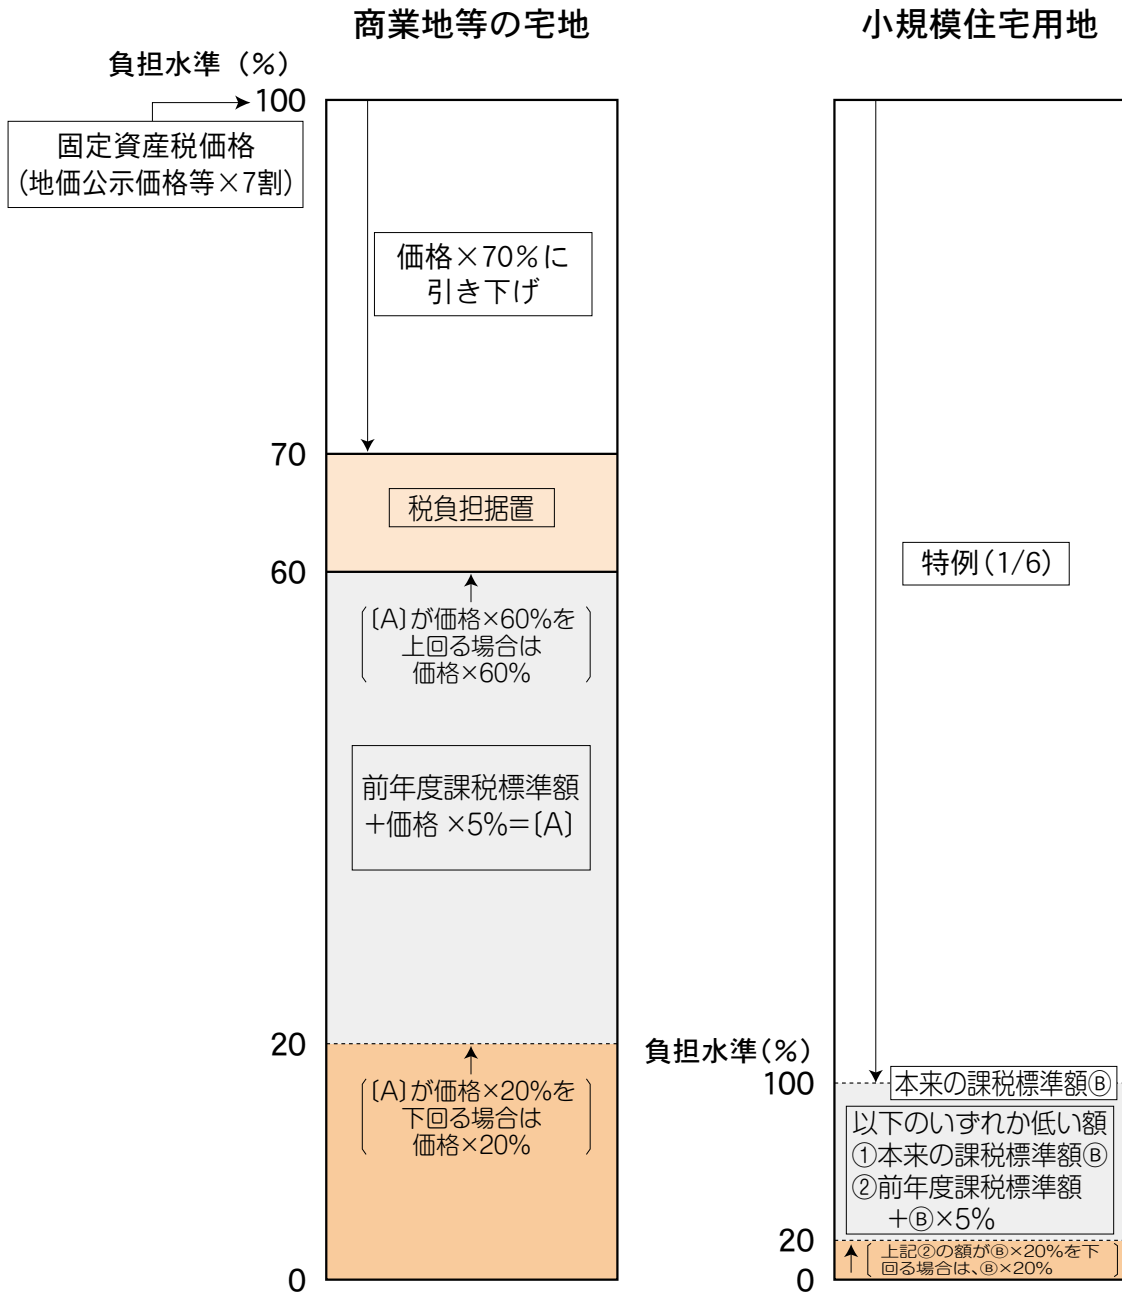 商業地等の宅地
負担水準（％）
100
固定資産税価格
(地価公示価格等×7割)
価格×70％に
引き下げ
70
税負担据置
60
〔A〕が価格×60%を
上回る場合は
価格×60%
前年度課税標準額
＋価格×5%＝〔A〕
20
〔A〕が価格×20%を
下回る場合は
価格×20%
0
小規模住宅用地
特例(1/6)
負担水準(％)
100
本来の課税標準額Ⓑ
以下のいずれか低い額
①本来の課税標準額Ⓑ
②前年度課税標準額
＋Ⓑ×5%
20
上記②の額がⒷ×20%を下
回る場合は、Ⓑ×20%
0